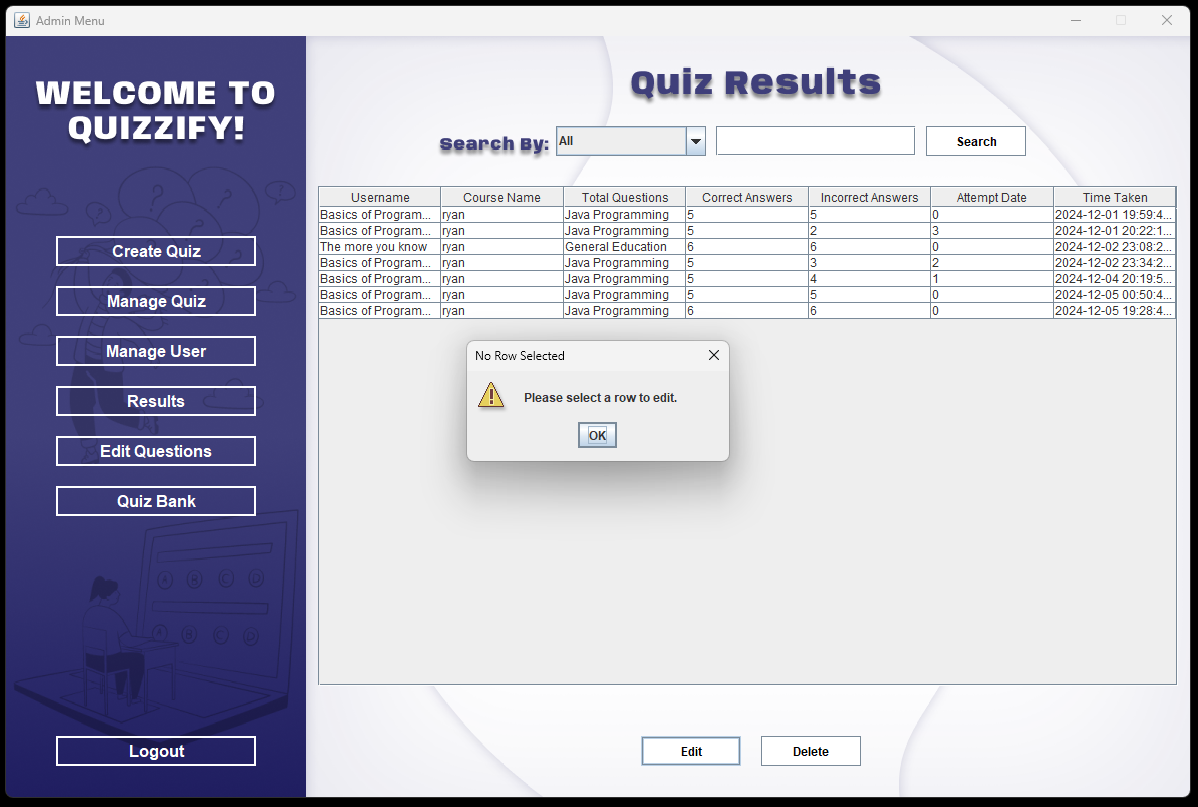 Admin Menu
WELCOME TO
QUIZZIFY!
Create Quiz
Manage Quiz
Manage User
Results
Edit Questions
Quiz Bank
Logout
Quiz Results
Search By: All Search
Username Course Name Total Questions Correct Answers Incorrect Answers Attempt Date Time Taken
Basics of Program... ryan Java Programming 5 5 0 2024-12-01 19:59:4...
Basics of Program... ryan Java Programming 5 2 3 2024-12-01 20:22:1...
The more you know ryan General Education 6 6 0 2024-12-02 23:08:2...
Basics of Program... ryan Java Programming 5 3 2 2024-12-02 23:34:2...
Basics of Program... ryan Java Programming 5 4 1 2024-12-04 20:19:5...
Basics of Program... ryan Java Programming 5 5 0 2024-12-05 00:50:4...
Basics of Program... ryan Java Programming 6 6 0 2024-12-05 19:28:4...
No Row Selected
Please select a row to edit.
OK
Edit Delete
A B C D
A B C D